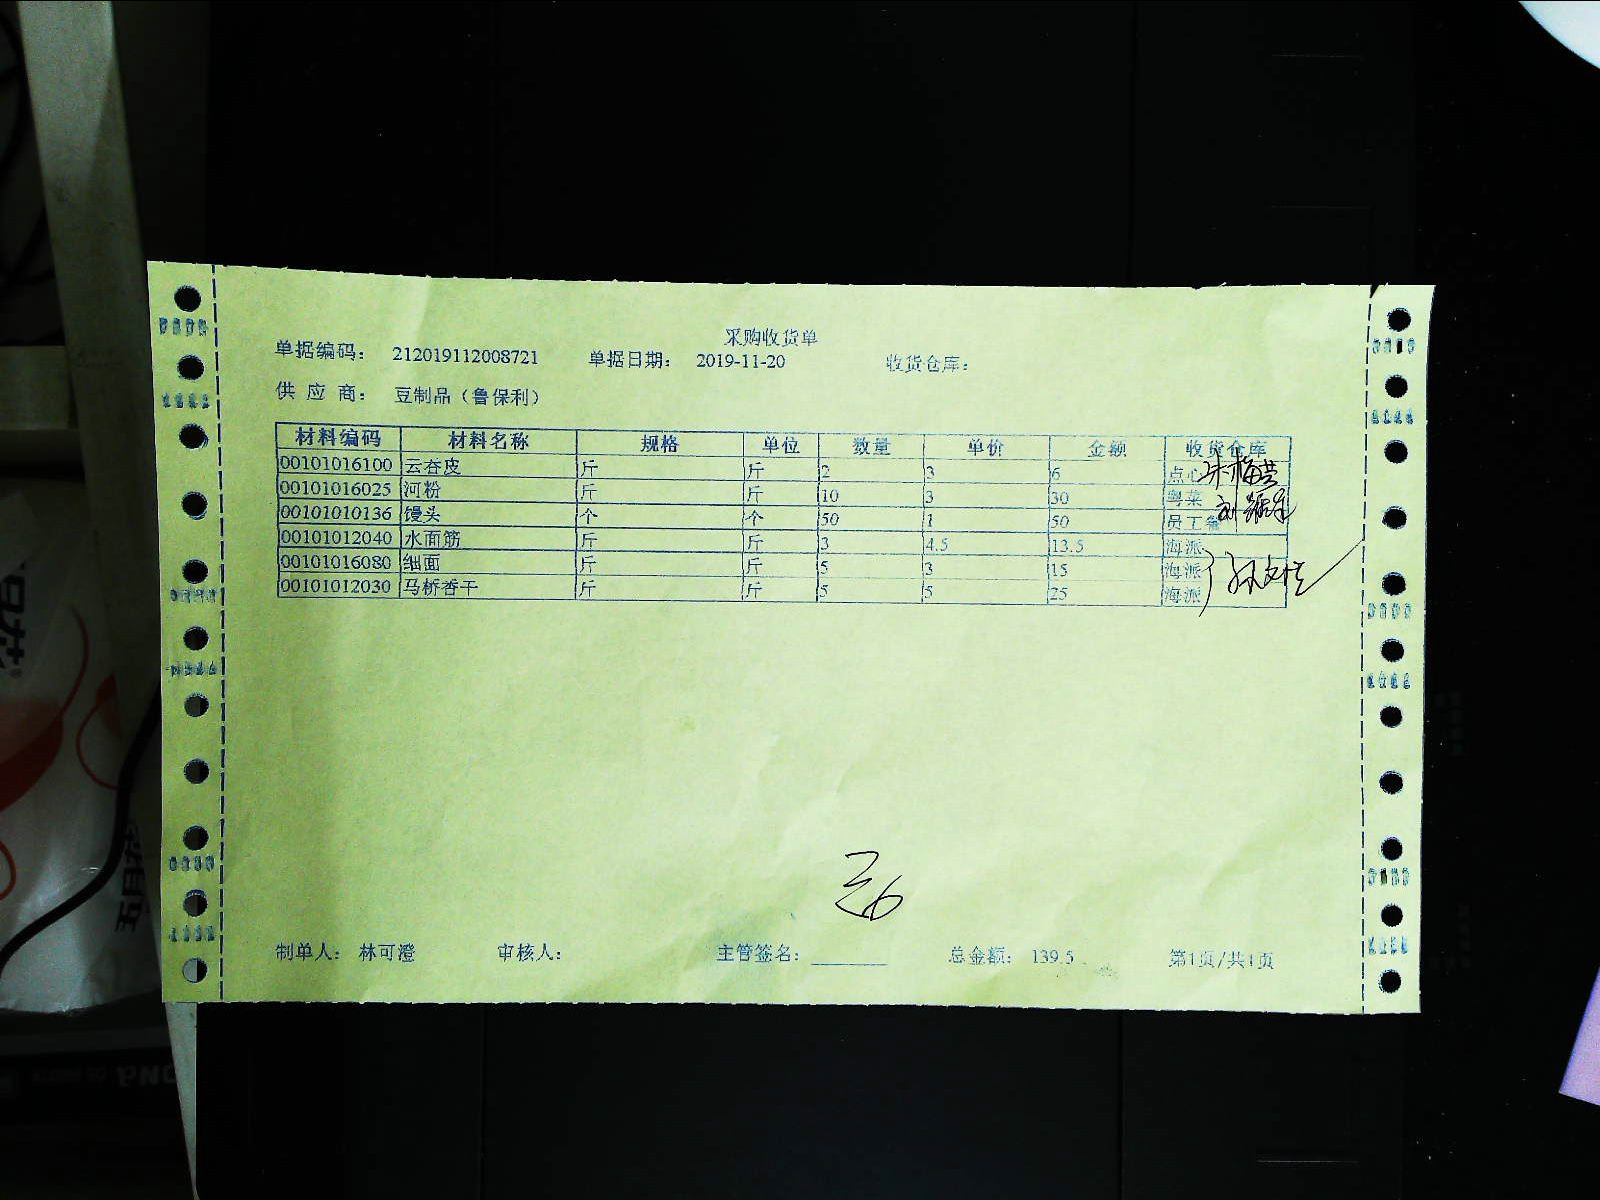 采购收货单
单据编码： 212019112008721 单据日期： 2019-11-20 收货仓库：
供 应 商： 豆制品（鲁保利）
材料编码 材料名称 规格 单位 数量 单价 金额 收货仓库
00101016100 云吞皮 斤 斤 2 3 6 点心
00101016025 河粉 斤 斤 10 3 30 粤菜
00101010136 馒头 个 个 50 1 50 员工餐
00101012040 水面筋 斤 斤 3 4.5 13.5 海派
00101016080 细面 斤 斤 5 3 15 海派
00101012030 马桥香干 斤 斤 5 5 25 海派
制单人： 林可澄 审核人： 主管签名： 总金额： 139.5 第1页/共1页